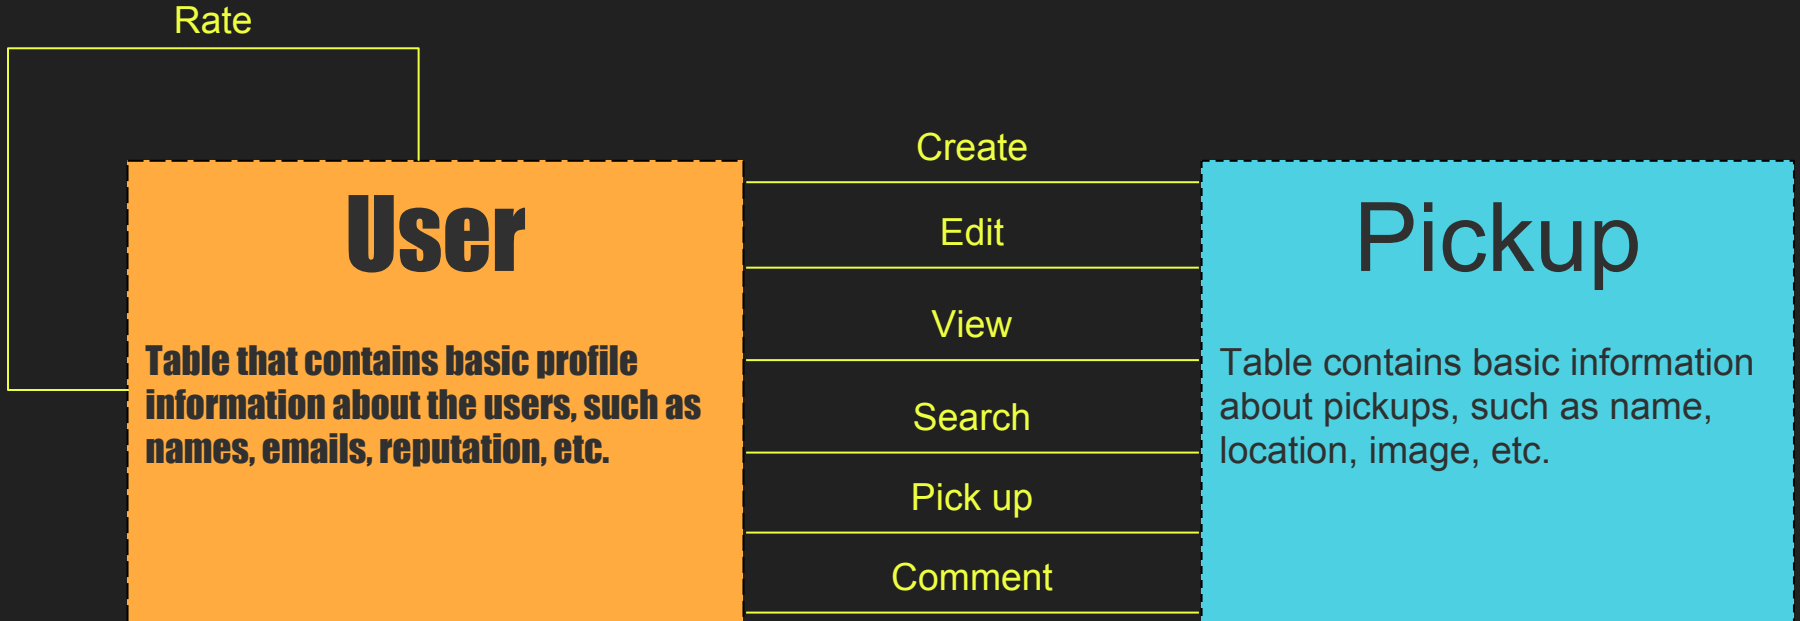 Rate
User
Table that contains basic profile
information about the users, such as
names, emails, reputation, etc.
Create
Edit
View
Search
Pick up
Comment
Pickup
Table contains basic information
about pickups, such as name,
location, image, etc.